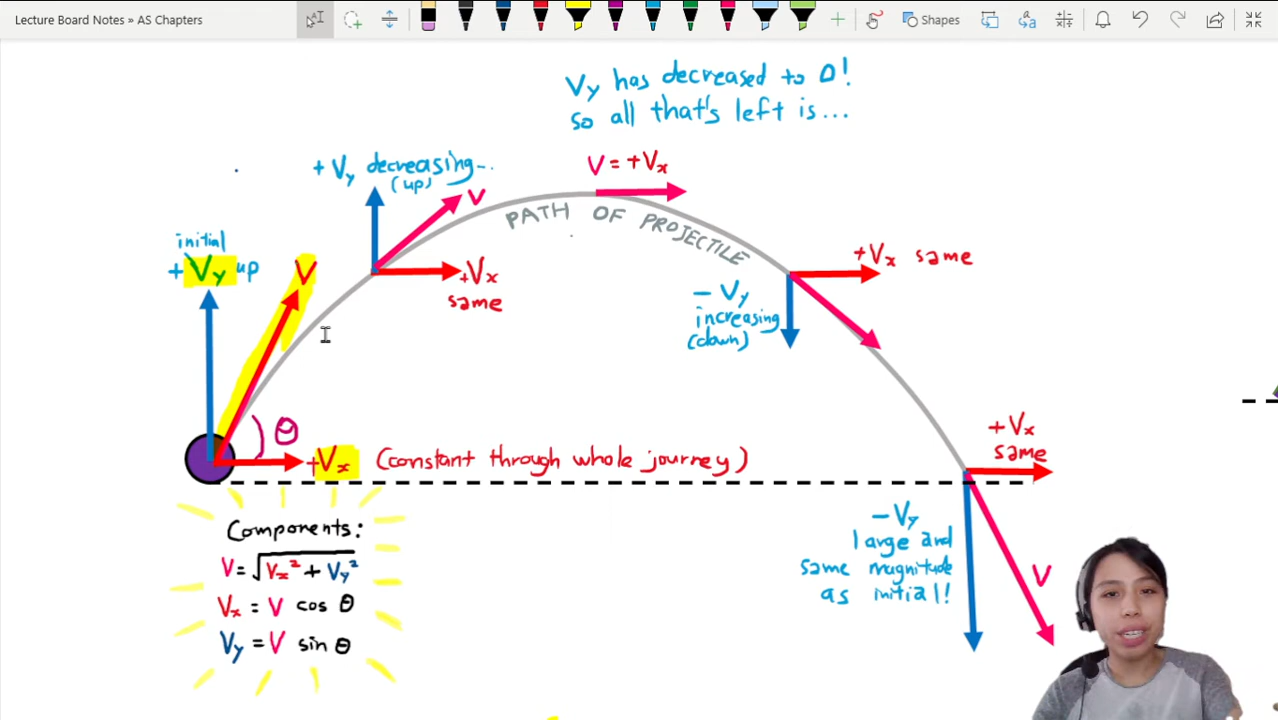 Lecture Board Notes » AS Chapters
Shapes
Vy has decreased to 0!
so all that's left is...
+ Vy decreasing..
(up)
V
V = +Vx
PATH OF PROJECTILE
+Vx
same
+Vx same
- Vy
increasing
(down)
initial
+ Vy up
V
θ
+Vx (constant through whole journey)
+Vx
same
Components:
V = √Vx² + Vy²
Vx = V cos θ
Vy = V sin θ
- Vy
large and
same magnitude
as initial!
V